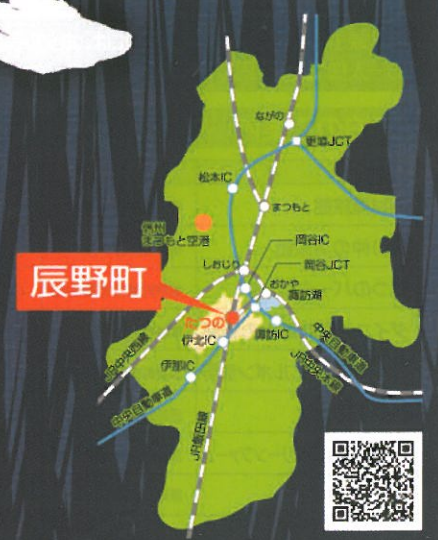 ながの
更埴JCT
松本IC
まつもと
信州
まつもと空港
岡谷IC
岡谷JCT
しおじり
おかや
諏訪湖
辰野町
たつの
伊北IC
諏訪IC
中央自動車道
JR中央本線
JR中央西線
伊那IC
中央自動車道
JR飯田線